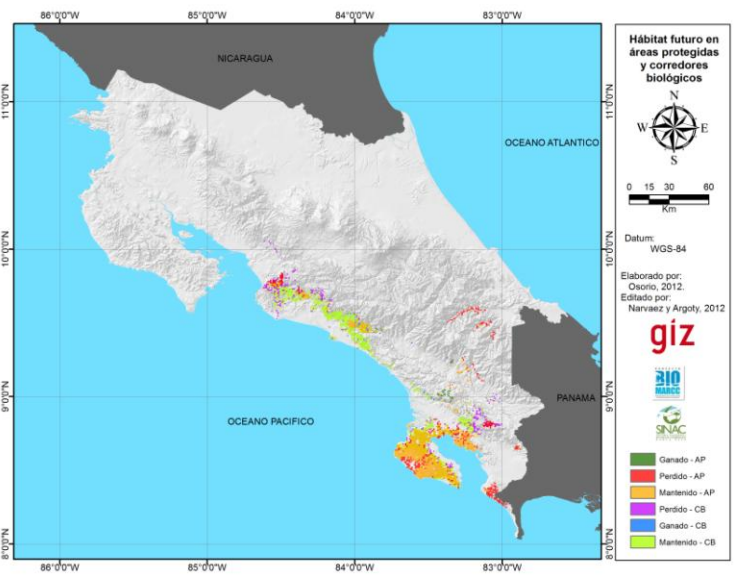 86°0'0"W
85°0'0"W
84°0'0"W
83°0'0"W
11°0'0"N
10°0'0"N
9°0'0"N
8°0'0"N
NICARAGUA
OCEANO ATLANTICO
OCEANO PACIFICO
PANAMA
11°0'0"N
10°0'0"N
9°0'0"N
8°0'0"N
86°0'0"W
85°0'0"W
84°0'0"W
83°0'0"W
Hábitat futuro en
áreas protegidas
y corredores
biológicos
N
W
E
S
0 15 30 60
Km
Datum:
WGS-84
Elaborado por:
Osorio, 2012.
Editado por:
Narvaez y Argoty, 2012
giz
BIO
MARCC
SINAC
Ganado - AP
Perdido - AP
Mantenido - AP
Perdido - CB
Ganado - CB
Mantenido - CB